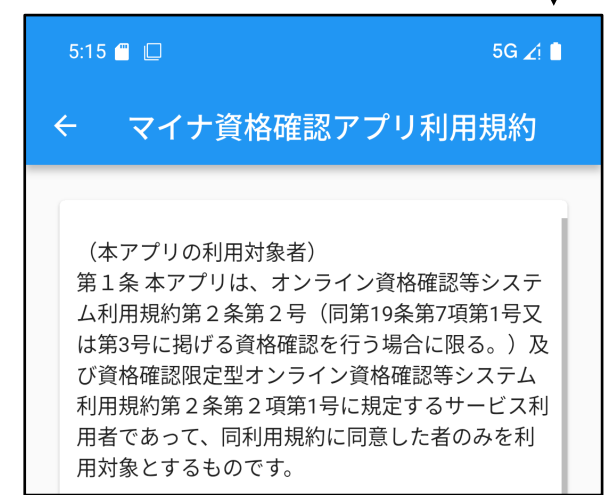 5:15 5G
マイナ資格確認アプリ利用規約
（本アプリの利用対象者）
第１条 本アプリは、オンライン資格確認等システ
ム利用規約第２条第２号（同第19条第7項第1号又
は第3号に掲げる資格確認を行う場合に限る。）及
び資格確認限定型オンライン資格確認等システム
利用規約第２条第２項第1号に規定するサービス利
用者であって、同利用規約に同意した者のみを利
用対象とするものです。